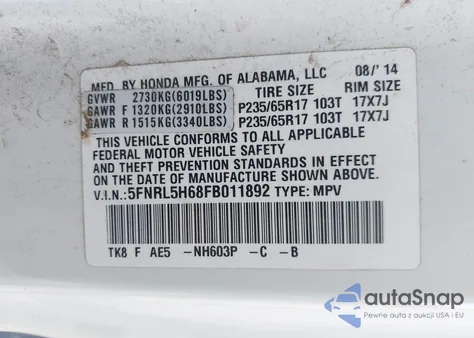 MFD. BY HONDA MFG. OF ALABAMA, LLC 08/'14
GVWR 2730KG(6019LBS) TIRE SIZE RIM SIZE
GAWR F 1320KG(2910LBS) P235/65R17 103T 17X7J
GAWR R 1515KG(3340LBS) P235/65R17 103T 17X7J
THIS VEHICLE CONFORMS TO ALL APPLICABLE
FEDERAL MOTOR VEHICLE SAFETY
AND THEFT PREVENTION STANDARDS IN EFFECT
ON THE DATE OF MANUFACTURE SHOWN ABOVE.
V.I.N.: 5FNRL5H68FB011892 TYPE: MPV
TK8 F AE5 -NH603P -C -B
autoSnap
Pewne auta z USA i EU